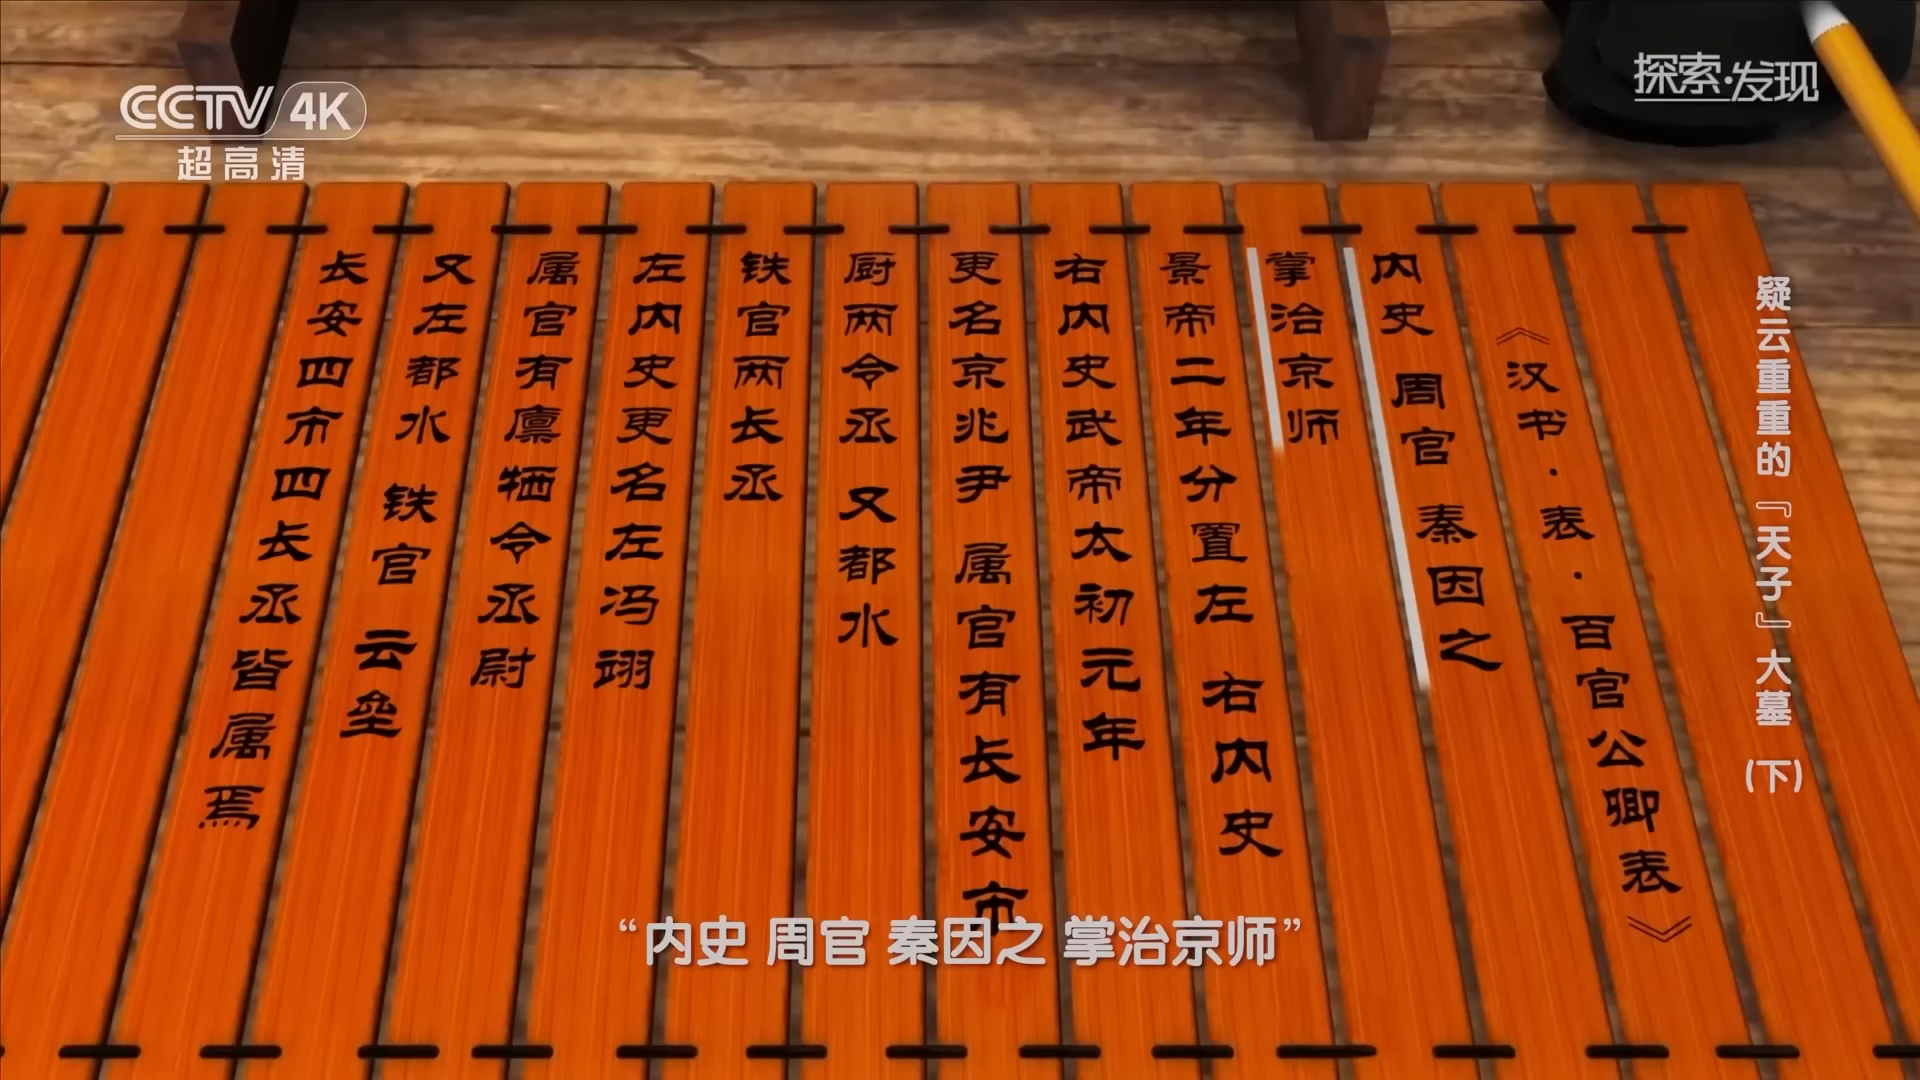 CCTV 4K
超高清
探索·发现
疑云重重的『天子』大墓（下）
《汉书·表·百官公卿表》
内史 周官 秦因之
掌治京师
景帝二年分置左 右内史
右内史武帝太初元年
更名京兆尹 属官有长安市
厨两令丞 又都水
铁官两长丞
左内史更名左冯翊
属官有廪牺令丞尉
又左都水 铁官 云垒
长安四市四长丞皆属焉
“内史 周官 秦因之 掌治京师”